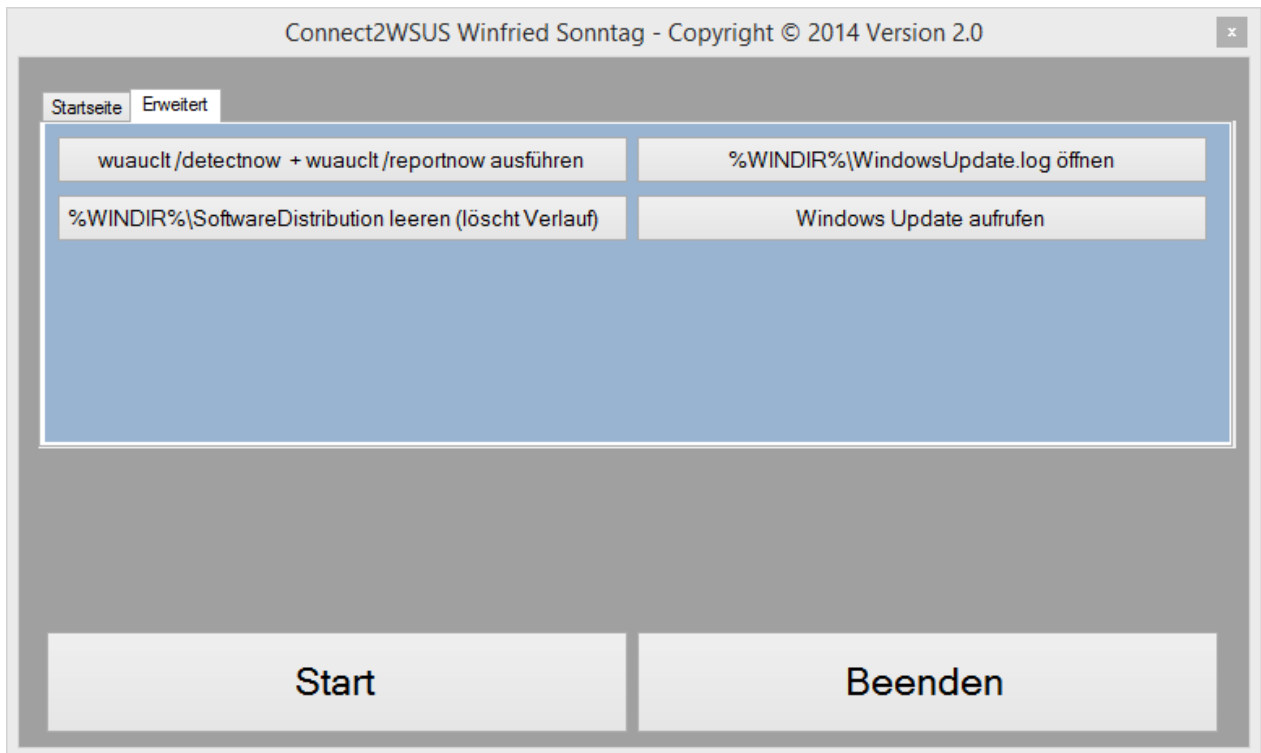 Connect2WSUS Winfried Sonntag - Copyright © 2014 Version 2.0
x
Startseite Erweitert
wuauclt /detectnow + wuauclt /reportnow ausführen
%WINDIR%\WindowsUpdate.log öffnen
%WINDIR%\SoftwareDistribution leeren (löscht Verlauf)
Windows Update aufrufen
Start
Beenden